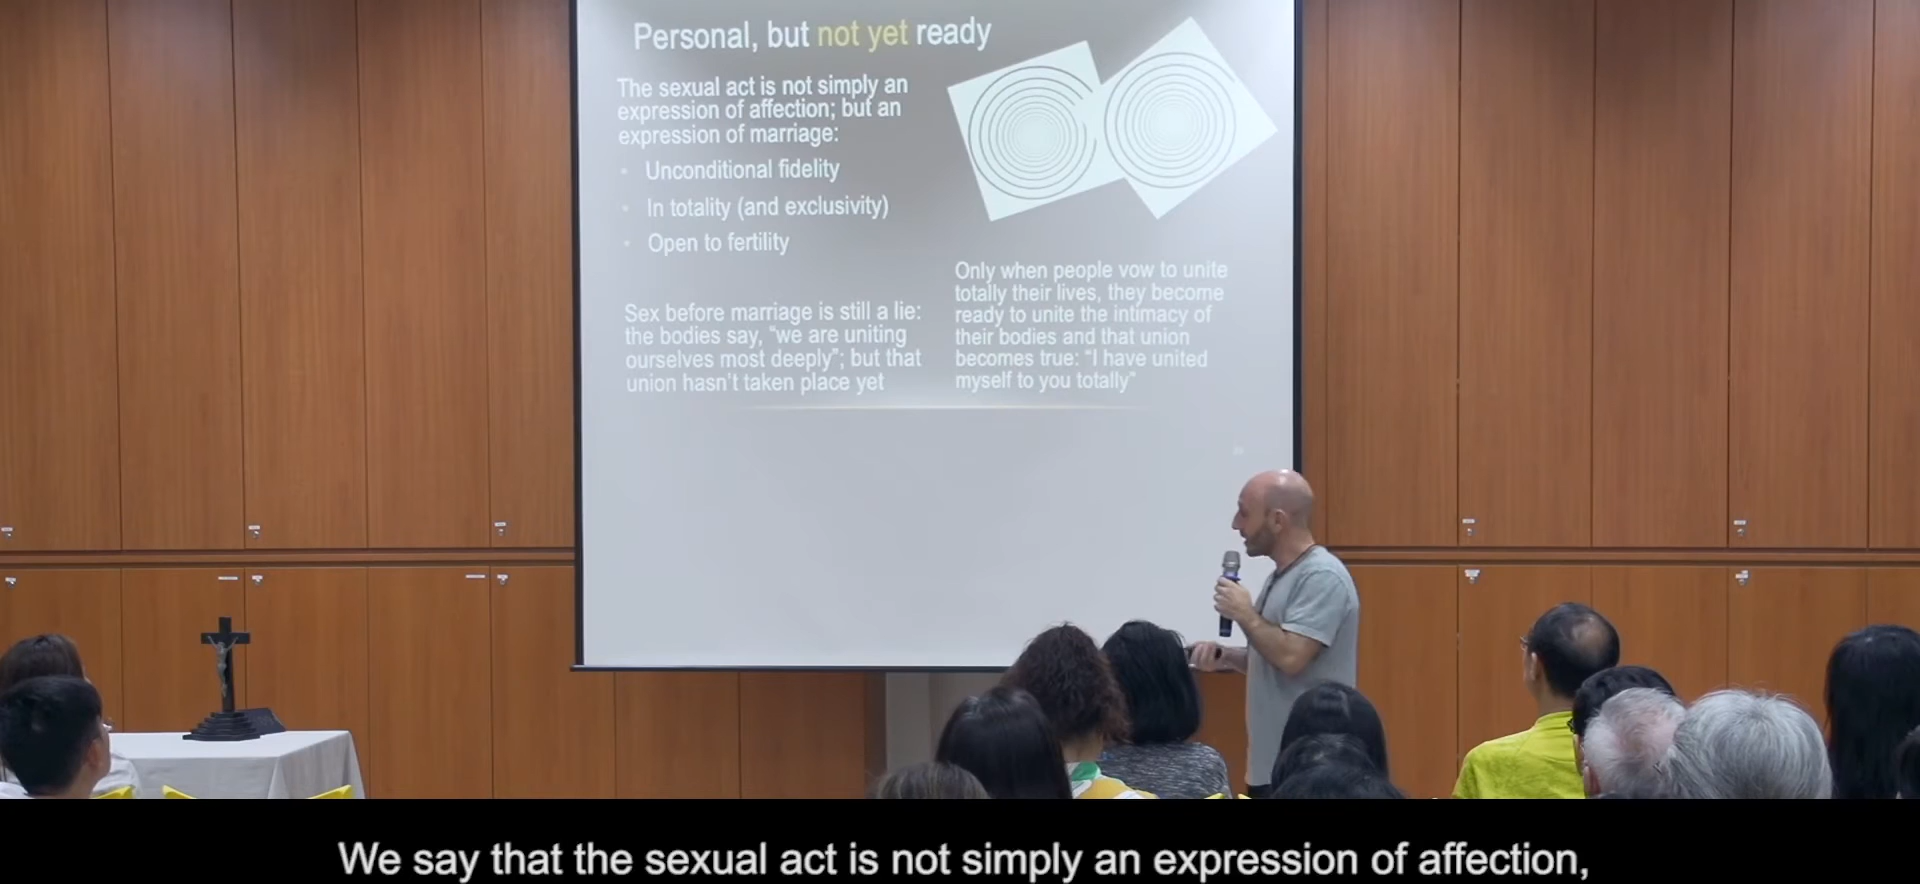 Personal, but not yet ready
The sexual act is not simply an
expression of affection; but an
expression of marriage:
· Unconditional fidelity
· In totality (and exclusivity)
· Open to fertility
Sex before marriage is still a lie:
the bodies say, "we are uniting
ourselves most deeply"; but that
union hasn't taken place yet
Only when people vow to unite
totally their lives, they become
ready to unite the intimacy of
their bodies and that union
becomes true: "I have united
myself to you totally"
We say that the sexual act is not simply an expression of affection,